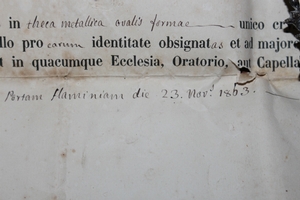 in theca metallica ovalis formae unico
llo pro earum identitate obsignatas et ad majore
in quacumque Ecclesia, Oratorio, aut Capella
Portam Flaminiam die 23. Nov.